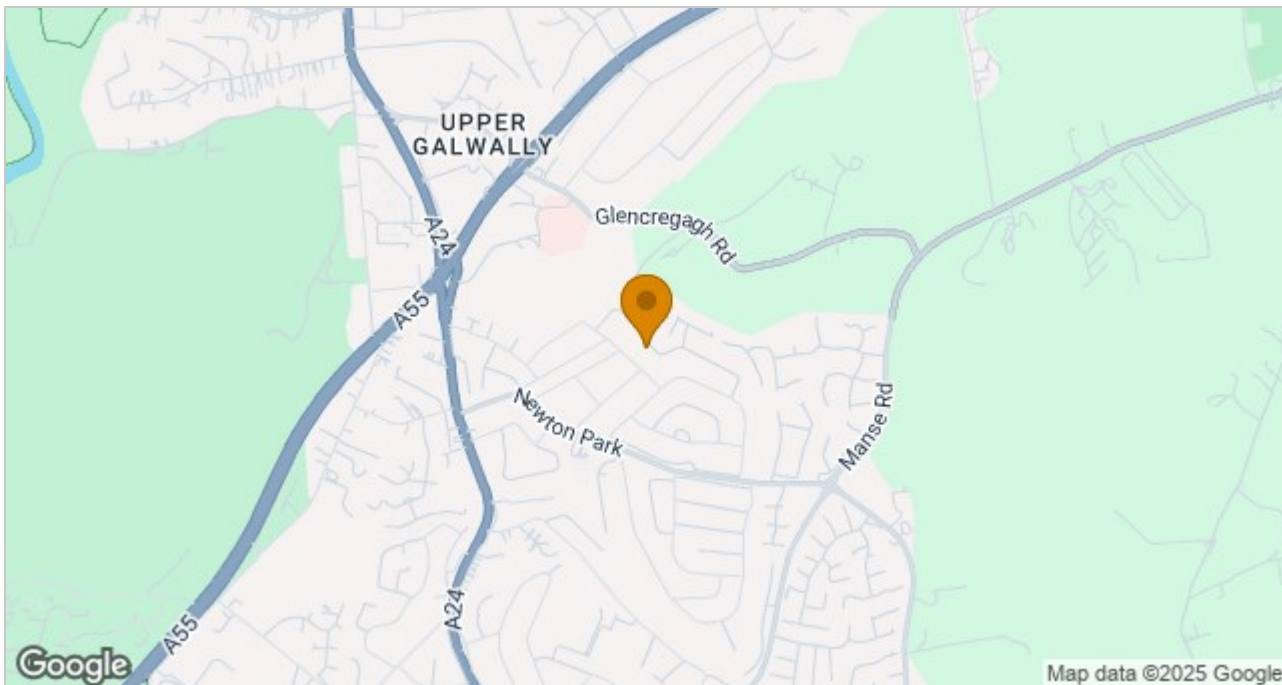 UPPER
GALWALLY
Glencregagh Rd
A24
A55
Newton Park
Manse Rd
A24
A55
Google
Map data ©2025 Google